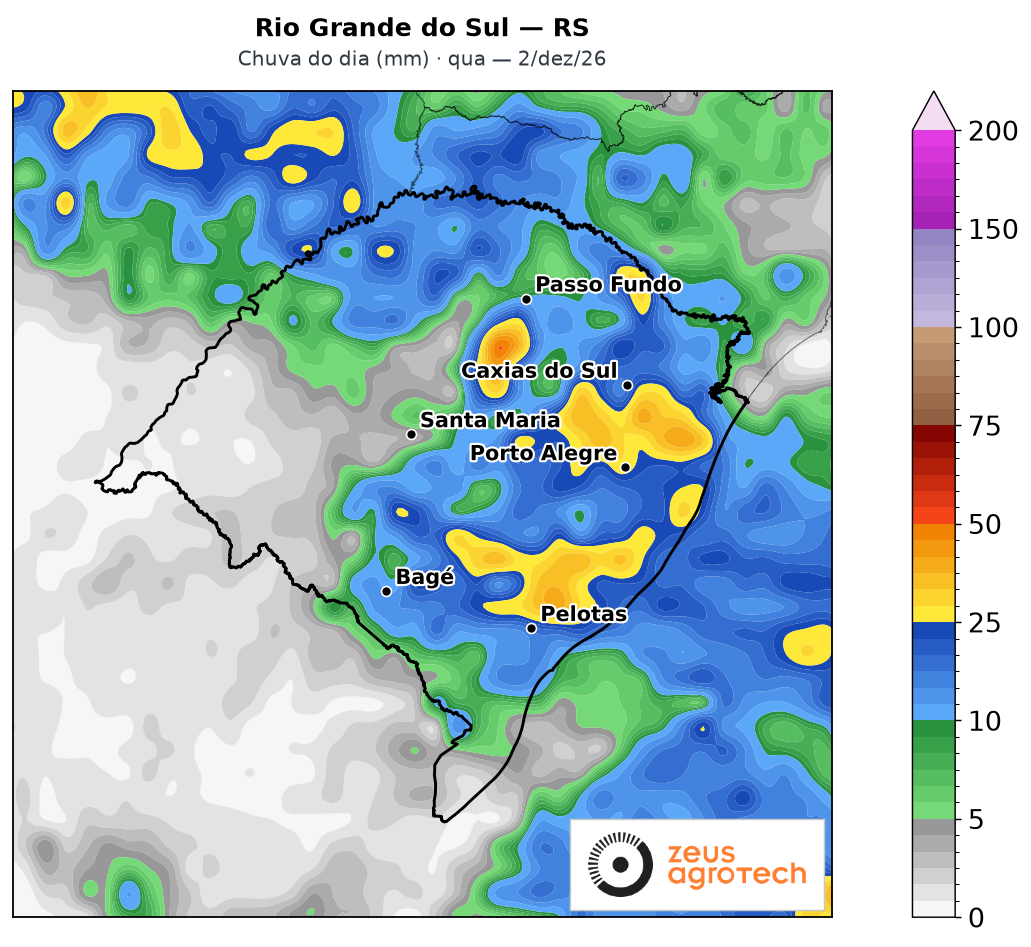 Rio Grande do Sul — RS
Chuva do dia (mm) · qua — 2/dez/26
200
150
100
75
50
25
10
5
0
Passo Fundo
Caxias do Sul
Santa Maria
Porto Alegre
Bagé
Pelotas
zeus
agrotech